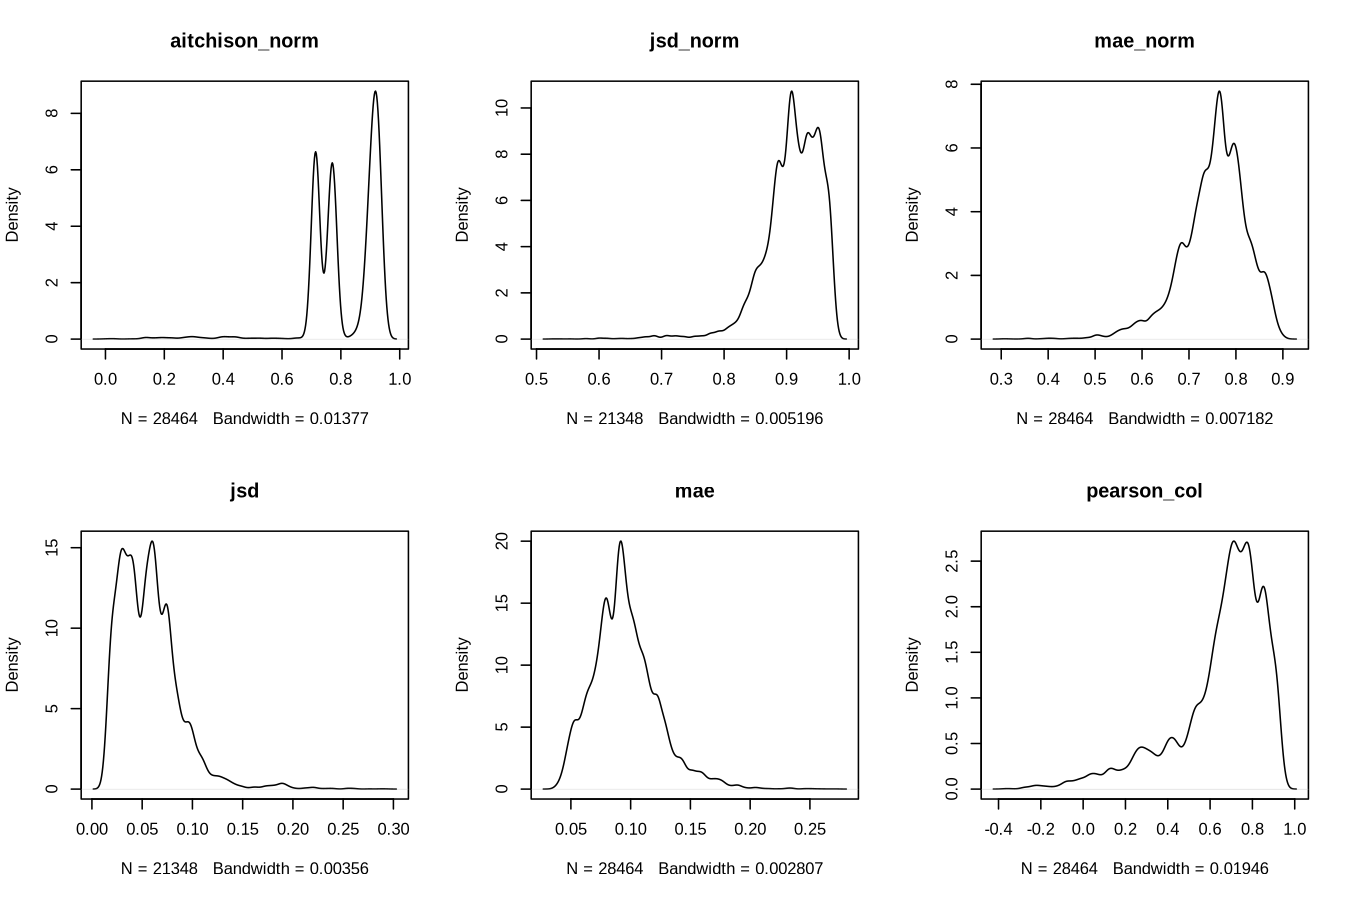 aitchison_norm
Density
0 2 4 6 8
0.0 0.2 0.4 0.6 0.8 1.0
N = 28464 Bandwidth = 0.01377
jsd_norm
Density
0 2 4 6 8 10
0.5 0.6 0.7 0.8 0.9 1.0
N = 21348 Bandwidth = 0.005196
mae_norm
Density
0 2 4 6 8
0.3 0.4 0.5 0.6 0.7 0.8 0.9
N = 28464 Bandwidth = 0.007182
jsd
Density
0 5 10 15
0.00 0.05 0.10 0.15 0.20 0.25 0.30
N = 21348 Bandwidth = 0.00356
mae
Density
0 5 10 15 20
0.05 0.10 0.15 0.20 0.25
N = 28464 Bandwidth = 0.002807
pearson_col
Density
0.0 0.5 1.0 1.5 2.0 2.5
-0.4 -0.2 0.0 0.2 0.4 0.6 0.8 1.0
N = 28464 Bandwidth = 0.01946